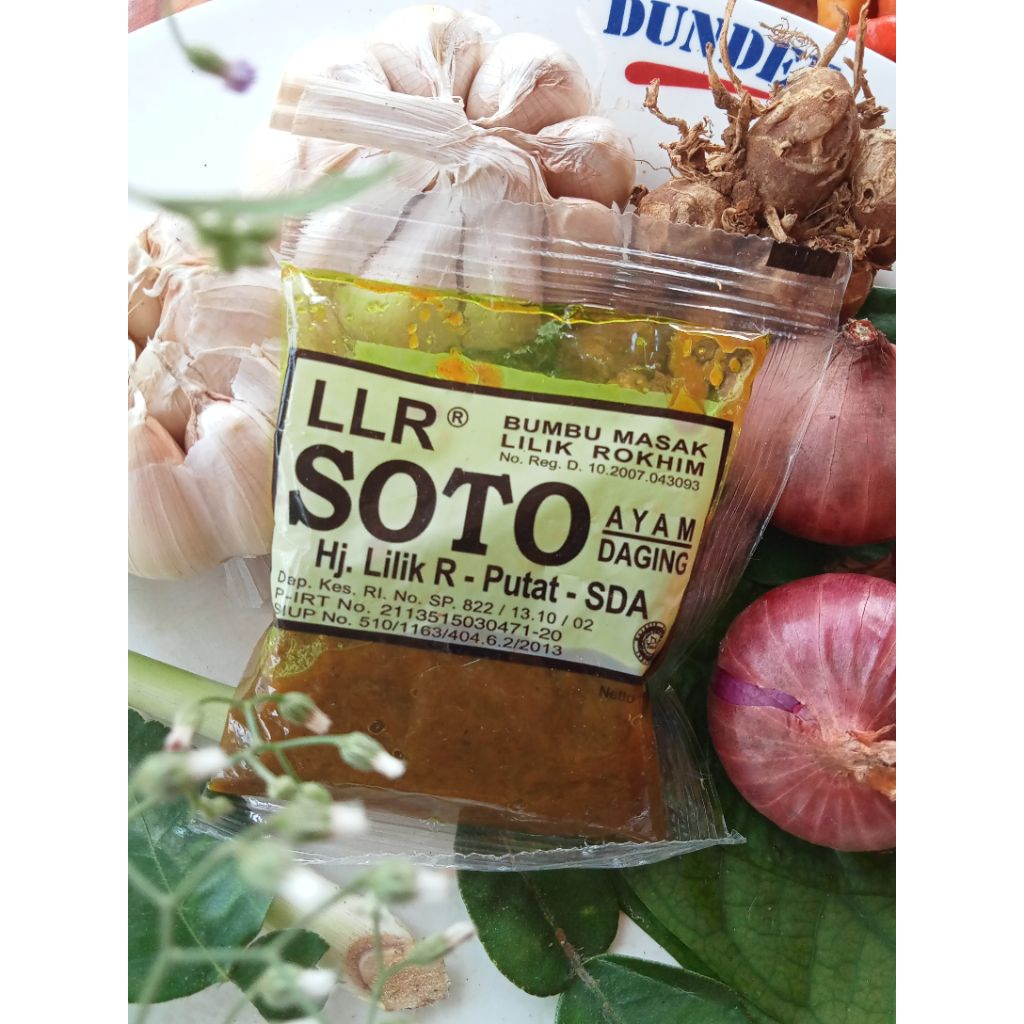 LLR®
BUMBU MASAK
LILIK ROKHIM
No. Reg. D. 10.2007.043093
SOTO
AYAM
DAGING
Hj. Lilik R - Putat - SDA
Dep. Kes. RI. No. SP. 822 / 13.10 / 02
P-IRT No. 2113515030471-20
SIUP No. 510/1163/404.6.2/2013
Netto